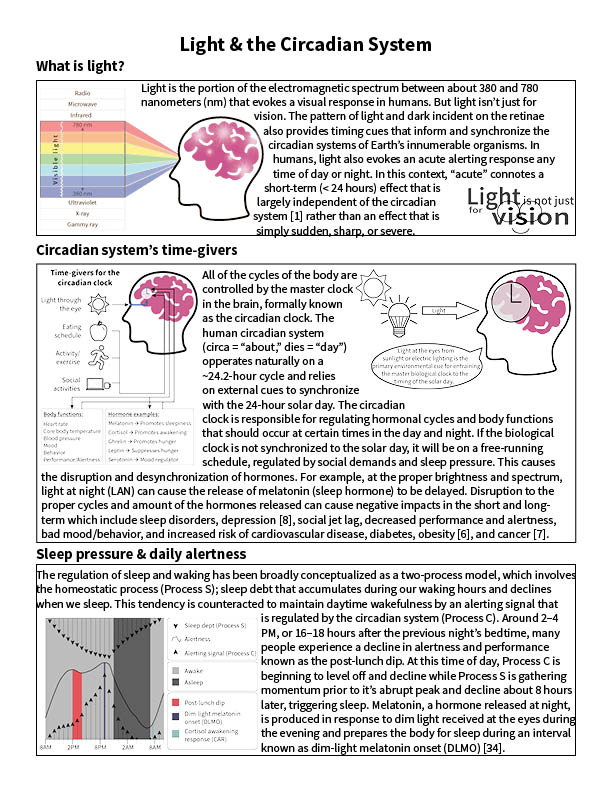 Light & the Circadian System
What is light?
Radio
Microwave
Infrared
780 nm
Visible light
380 nm
Ultraviolet
X-ray
Gammy ray
Light is the portion of the electromagnetic spectrum between about 380 and 780
nanometers (nm) that evokes a visual response in humans. But light isn't just for
vision. The pattern of light and dark incident on the retinae
also provides timing cues that inform and synchronize the
circadian systems of Earth's innumerable organisms. In
humans, light also evokes an acute alerting response any
time of day or night. In this context, "acute" connotes a
short-term (< 24 hours) effect that is
largely independent of the circadian
system [1] rather than an effect that is
simply sudden, sharp, or severe.
Light is not just
for vision
Circadian system's time-givers
Time-givers for the
circadian clock
Light through
the eye
Eating
schedule
Activity/
exercise
Social
activities
Body functions:
Heart rate
Core body temperature
Blood pressure
Mood
Behavior
Performance/Alertness
Hormone examples:
Melatonin → Promotes sleepiness
Cortisol → Promotes awakening
Ghrelin → Promotes hunger
Leptin → Suppresses hunger
Serotonin → Mood regulator
All of the cycles of the body are
controlled by the master clock
in the brain, formally known
as the circadian clock. The
human circadian system
(circa = "about," dies = "day")
opperates naturally on a
~24.2-hour cycle and relies
on external cues to synchronize
with the 24-hour solar day. The circadian
clock is responsible for regulating hormonal cycles and body functions
that should occur at certain times in the day and night. If the biological
clock is not synchronized to the solar day, it will be on a free-running
schedule, regulated by social demands and sleep pressure. This causes
the disruption and desynchronization of hormones. For example, at the proper brightness and spectrum,
light at night (LAN) can cause the release of melatonin (sleep hormone) to be delayed. Disruption to the
proper cycles and amount of the hormones released can cause negative impacts in the short and long-
term which include sleep disorders, depression [8], social jet lag, decreased performance and alertness,
bad mood/behavior, and increased risk of cardiovascular disease, diabetes, obesity [6], and cancer [7].
Light
Light at the eyes from
sunlight or electric lighting is the
primary environmental cue for entraining
the master biological clock to the
timing of the solar day.
Sleep pressure & daily alertness
The regulation of sleep and waking has been broadly conceptualized as a two-process model, which involves
the homeostatic process (Process S); sleep debt that accumulates during our waking hours and declines
when we sleep. This tendency is counteracted to maintain daytime wakefulness by an alerting signal that
is regulated by the circadian system (Process C). Around 2–4
PM, or 16–18 hours after the previous night's bedtime, many
people experience a decline in alertness and performance
known as the post-lunch dip. At this time of day, Process C is
beginning to level off and decline while Process S is gathering
momentum prior to it's abrupt peak and decline about 8 hours
later, triggering sleep. Melatonin, a hormone released at night,
is produced in response to dim light received at the eyes during
the evening and prepares the body for sleep during an interval
known as dim-light melatonin onset (DLMO) [34].
Sleep dept (Process S)
Alertness
Alerting signal (Process C)
Awake
Asleep
Post-lunch dip
Dim light melatonin
onset (DLMO)
Cortisol awakening
response (CAR)
8AM 2PM 8PM 2AM 8AM